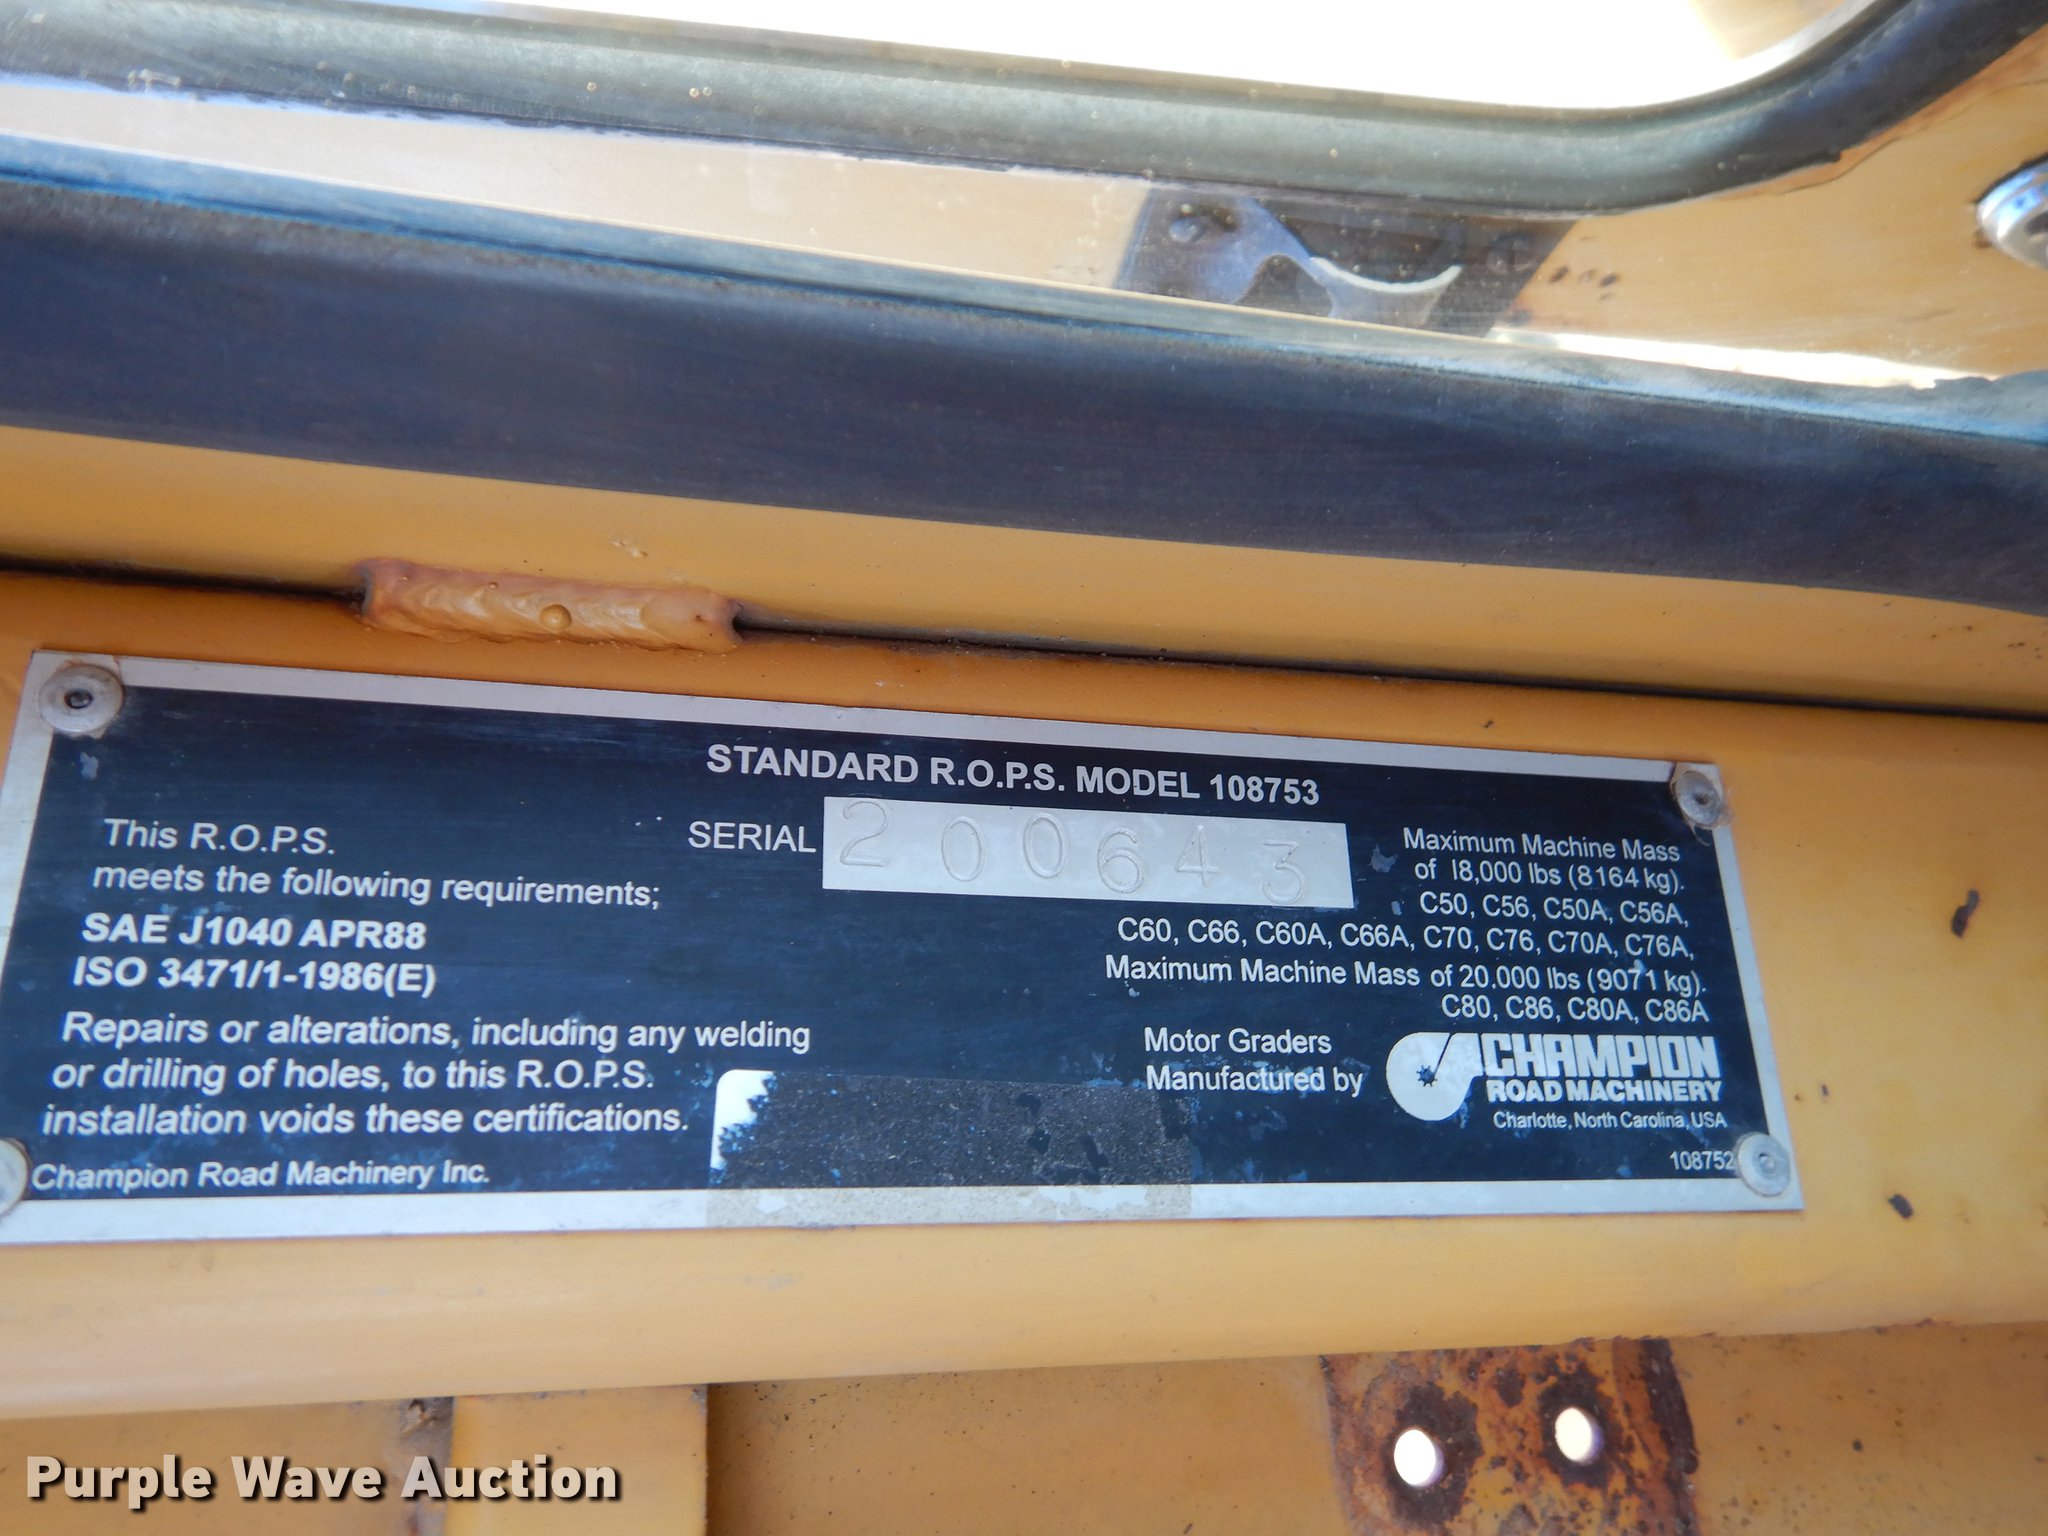 STANDARD R.O.P.S. MODEL 108753
SERIAL 200643
This R.O.P.S.
meets the following requirements;
SAE J1040 APR88
ISO 3471/1-1986(E)
Repairs or alterations, including any welding
or drilling of holes, to this R.O.P.S.
installation voids these certifications.
Champion Road Machinery Inc.
Maximum Machine Mass
of 18,000 lbs (8164 kg).
C50, C56, C50A, C56A,
C60, C66, C60A, C66A, C70, C76, C70A, C76A,
Maximum Machine Mass of 20,000 lbs (9071 kg).
C80, C86, C80A, C86A
Motor Graders
Manufactured by
CHAMPION
ROAD MACHINERY
Charlotte, North Carolina, USA
108752
Purple Wave Auction